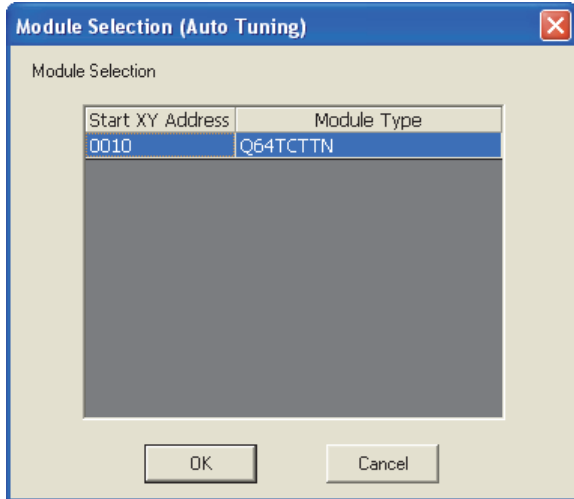 Module Selection (Auto Tuning)
Module Selection
Start XY Address Module Type
0010 Q64TCTTN
OK Cancel